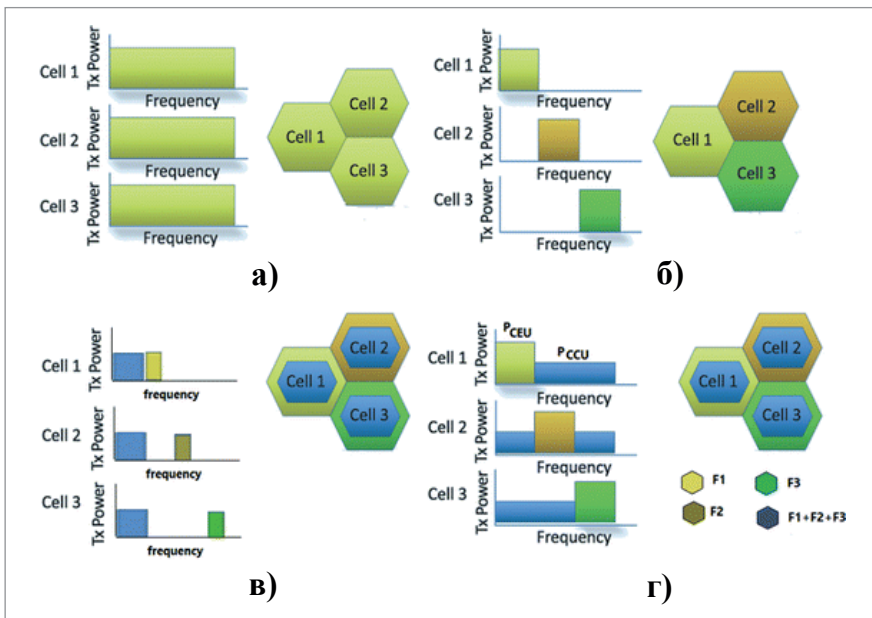 Cell 1
Tx Power
Frequency
Cell 2
Tx Power
Frequency
Cell 3
Tx Power
Frequency
Cell 1
Cell 2
Cell 3
а)
Cell 1
Tx Power
Frequency
Cell 2
Tx Power
Frequency
Cell 3
Tx Power
Frequency
Cell 1
Cell 2
Cell 3
б)
Cell 1
Tx Power
frequency
Cell 2
Tx Power
frequency
Cell 3
Tx Power
frequency
Cell 1
Cell 2
Cell 3
в)
PCEU
PCCU
Cell 1
Tx Power
Frequency
Cell 2
Tx Power
Frequency
Cell 3
Tx Power
Frequency
Cell 1
Cell 2
Cell 3
F1
F3
F2
F1+F2+F3
г)